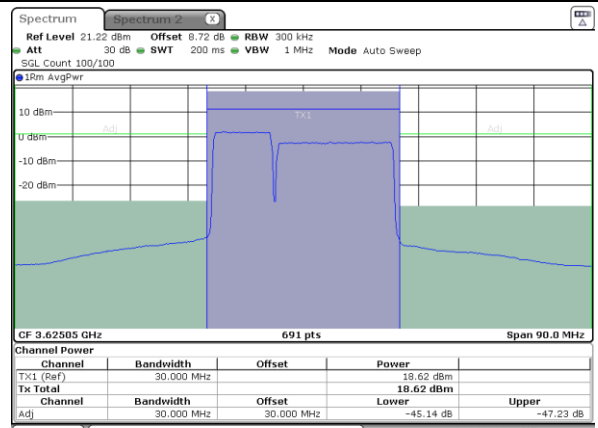 Spectrum Spectrum 2 X
Ref Level 21.22 dBm Offset 8.72 dB RBW 300 kHz
Att 30 dB SWT 200 ms VBW 1 MHz Mode Auto Sweep
SGL Count 100/100
1Rm AvgPwr
10 dBm
TX1
Adj Adj
0 dBm
-10 dBm
-20 dBm
CF 3.62505 GHz 691 pts Span 90.0 MHz
Channel Power
Channel Bandwidth Offset Power
TX1 (Ref) 30.000 MHz 18.62 dBm
Tx Total 18.62 dBm
Channel Bandwidth Offset Lower Upper
Adj 30.000 MHz 30.000 MHz -45.14 dB -47.23 dB